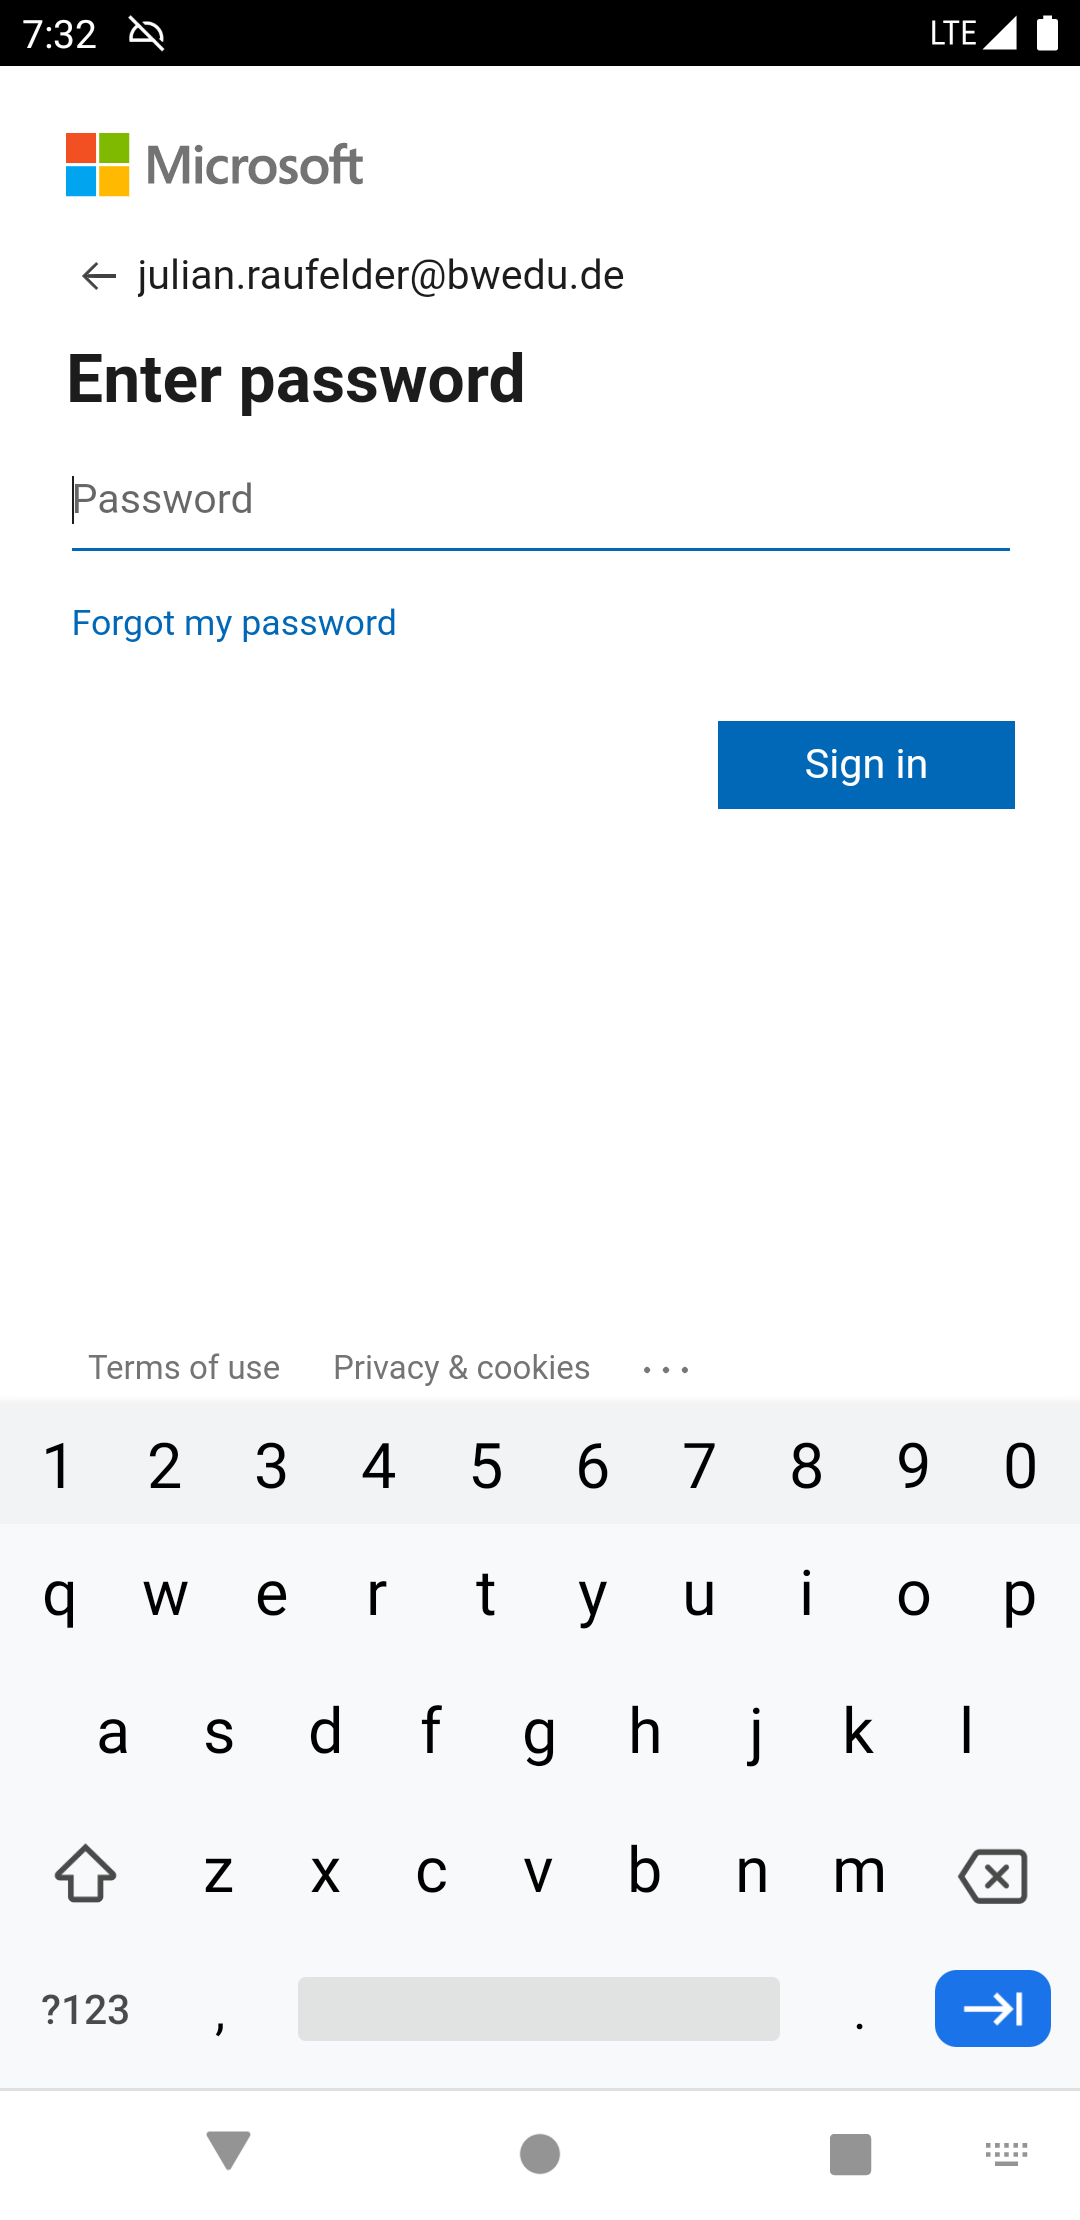 7:32 LTE
Microsoft
julian.raufelder@bwedu.de
Enter password
Password
Forgot my password
Sign in
Terms of use Privacy & cookies ...
1 2 3 4 5 6 7 8 9 0
q w e r t y u i o p
a s d f g h j k l
z x c v b n m
?123 , .